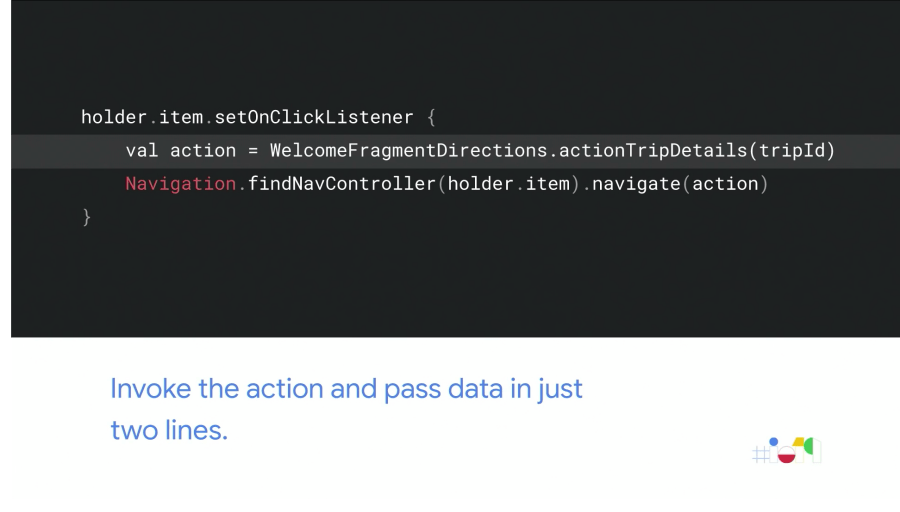 holder.item.setOnClickListener {
val action = WelcomeFragmentDirections.actionTripDetails(tripId)
Navigation.findNavController(holder.item).navigate(action)
}
Invoke the action and pass data in just
two lines.
#io19